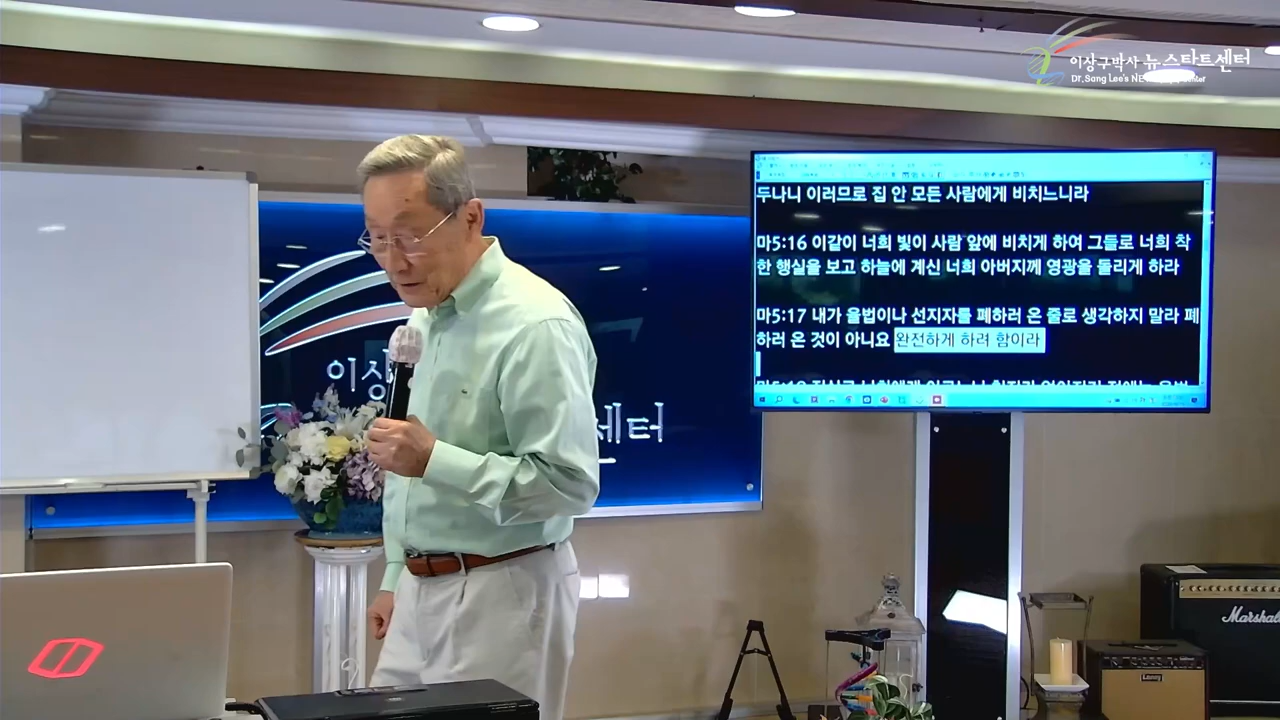 이상구박사 뉴스타트센터
Dr.Sang Lee's NE
두나니 이러므로 집 안 모든 사람에게 비치느니라
마5:16 이같이 너희 빛이 사람 앞에 비치게 하여 그들로 너희 착
한 행실을 보고 하늘에 계신 너희 아버지께 영광을 돌리게 하라
마5:17 내가 율법이나 선지자를 폐하러 온 줄로 생각하지 말라 폐
하러 온 것이 아니요 완전하게 하려 함이라
이상
센터
Marshall
Laney